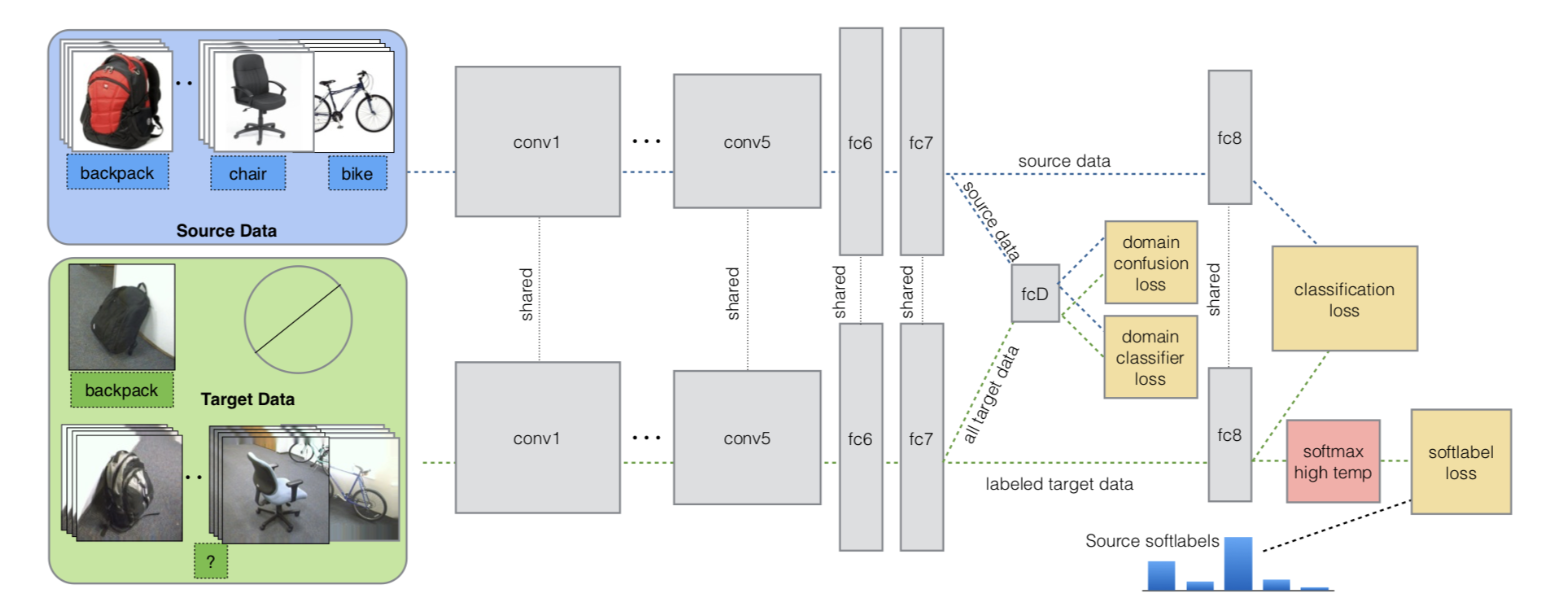 backpack
chair
bike
Source Data
backpack
Target Data
?
conv1
...
conv5
fc6
fc7
shared
shared
shared
shared
conv1
...
conv5
fc6
fc7
source data
source data
all target data
labeled target data
fcD
domain
confusion
loss
domain
classifier
loss
fc8
shared
fc8
classification
loss
softmax
high temp
softlabel
loss
Source softlabels